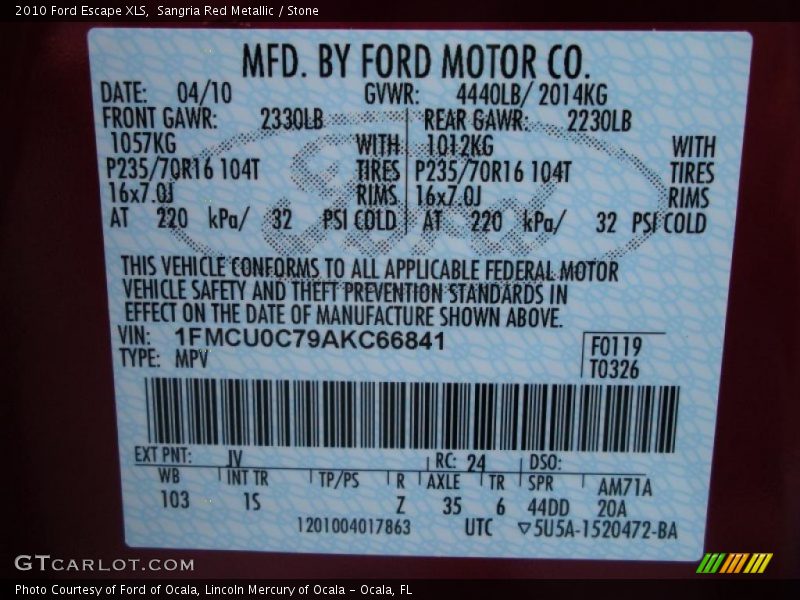 2010 Ford Escape XLS,  Sangria Red Metallic / Stone
MFD. BY FORD MOTOR CO.
DATE: 04/10 GVWR: 4440LB/ 2014KG
FRONT GAWR: 2330LB REAR GAWR: 2230LB
1057KG WITH 1012KG WITH
P235/70R16 104T TIRES P235/70R16 104T TIRES
16x7.0J RIMS 16x7.0J RIMS
AT 220 kPa/ 32 PSI COLD AT 220 kPa/ 32 PSI COLD
Ford
THIS VEHICLE CONFORMS TO ALL APPLICABLE FEDERAL MOTOR
VEHICLE SAFETY AND THEFT PREVENTION STANDARDS IN
EFFECT ON THE DATE OF MANUFACTURE SHOWN ABOVE.
VIN: 1FMCU0C79AKC66841 F0119
TYPE: MPV T0326
EXT PNT: JV RC: 24 DSO:
WB INT TR TP/PS R AXLE TR SPR AM71A
103 1S Z 35 6 44DD 20A
1201004017863 UTC ▽5U5A-1520472-BA
GTCARLOT.COM
Photo Courtesy of Ford of Ocala, Lincoln Mercury of Ocala - Ocala, FL